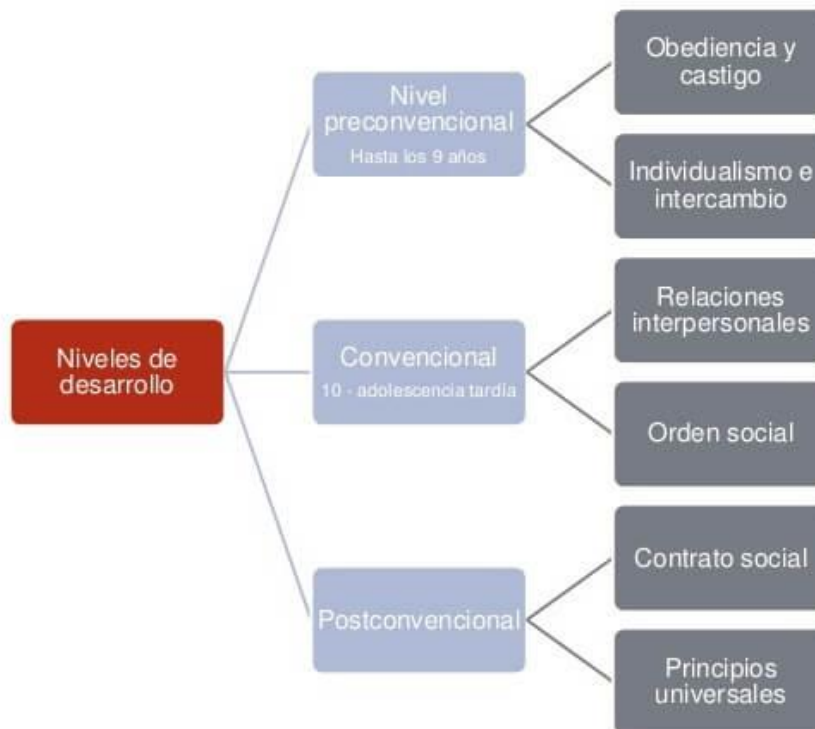 Niveles de
desarrollo
Nivel
preconvencional
Hasta los 9 años
Obediencia y
castigo
Individualismo e
intercambio
Convencional
10 - adolescencia tardía
Relaciones
interpersonales
Orden social
Postconvencional
Contrato social
Principios
universales